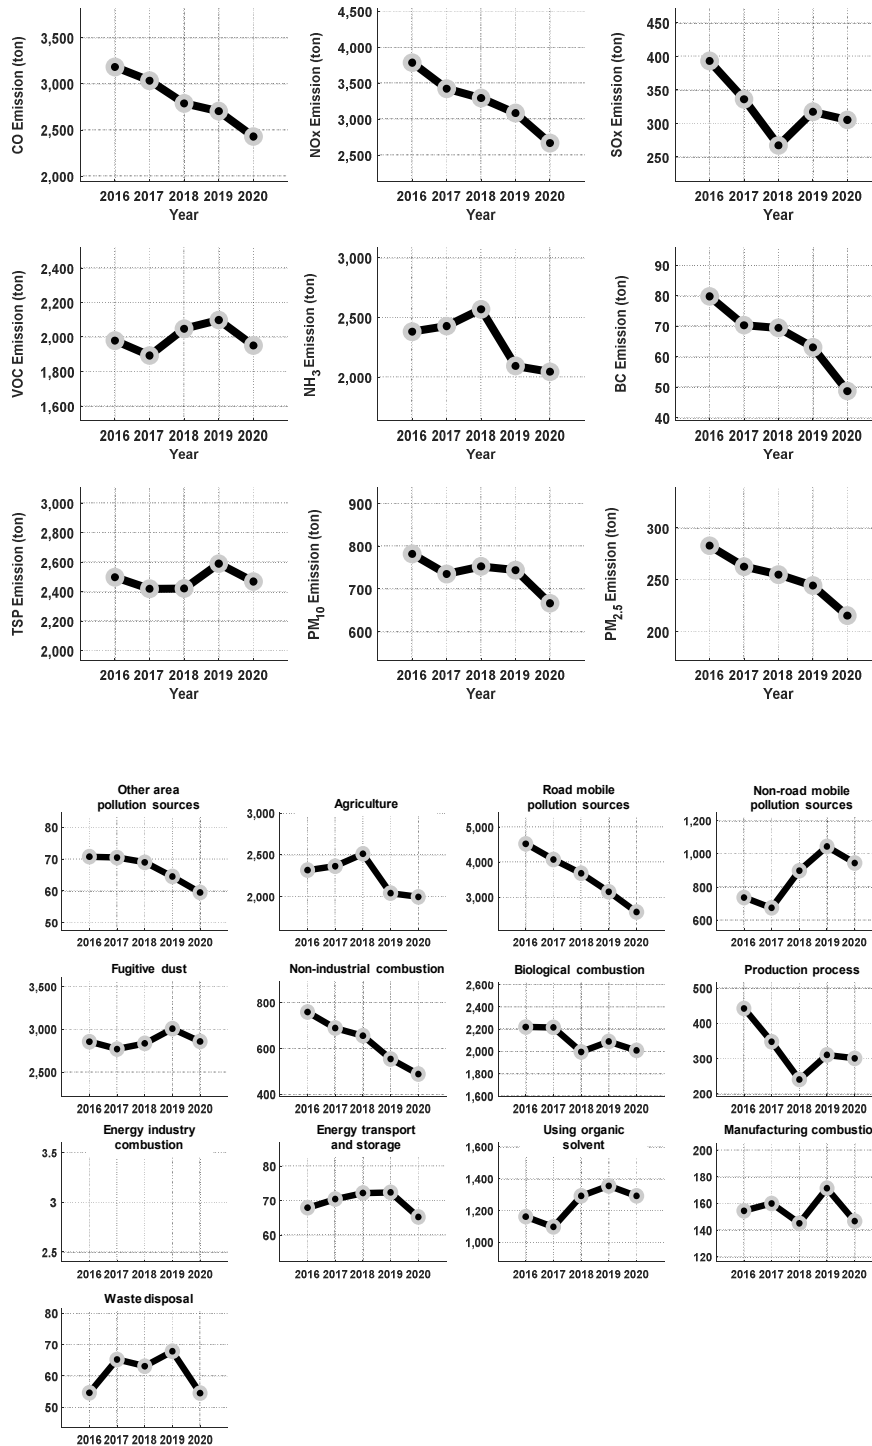 CO Emission (ton)
3,500
3,000
2,500
2,000
2016 2017 2018 2019 2020
Year
NOx Emission (ton)
4,500
4,000
3,500
3,000
2,500
2016 2017 2018 2019 2020
Year
SOx Emission (ton)
450
400
350
300
250
2016 2017 2018 2019 2020
Year
VOC Emission (ton)
2,400
2,200
2,000
1,800
1,600
2016 2017 2018 2019 2020
Year
NH3 Emission (ton)
3,000
2,500
2,000
2016 2017 2018 2019 2020
Year
BC Emission (ton)
90
80
70
60
50
40
2016 2017 2018 2019 2020
Year
TSP Emission (ton)
3,000
2,800
2,600
2,400
2,200
2,000
2016 2017 2018 2019 2020
Year
PM10 Emission (ton)
900
800
700
600
2016 2017 2018 2019 2020
Year
PM2.5 Emission (ton)
300
250
200
2016 2017 2018 2019 2020
Year
Other area
pollution sources
80
70
60
50
2016 2017 2018 2019 2020
Agriculture
3,000
2,500
2,000
2016 2017 2018 2019 2020
Road mobile
pollution sources
5,000
4,000
3,000
2016 2017 2018 2019 2020
Non-road mobile
pollution sources
1,200
1,000
800
600
2016 2017 2018 2019 2020
Fugitive dust
3,500
3,000
2,500
2016 2017 2018 2019 2020
Non-industrial combustion
800
600
400
2016 2017 2018 2019 2020
Biological combustion
2,600
2,400
2,200
2,000
1,800
1,600
2016 2017 2018 2019 2020
Production process
500
400
300
200
2016 2017 2018 2019 2020
Energy industry
combustion
3.5
3
2.5
2016 2017 2018 2019 2020
Energy transport
and storage
80
70
60
2016 2017 2018 2019 2020
Using organic
solvent
1,600
1,400
1,200
1,000
2016 2017 2018 2019 2020
Manufacturing combustio
200
180
160
140
120
2016 2017 2018 2019 2020
Waste disposal
80
70
60
50
2016 2017 2018 2019 2020